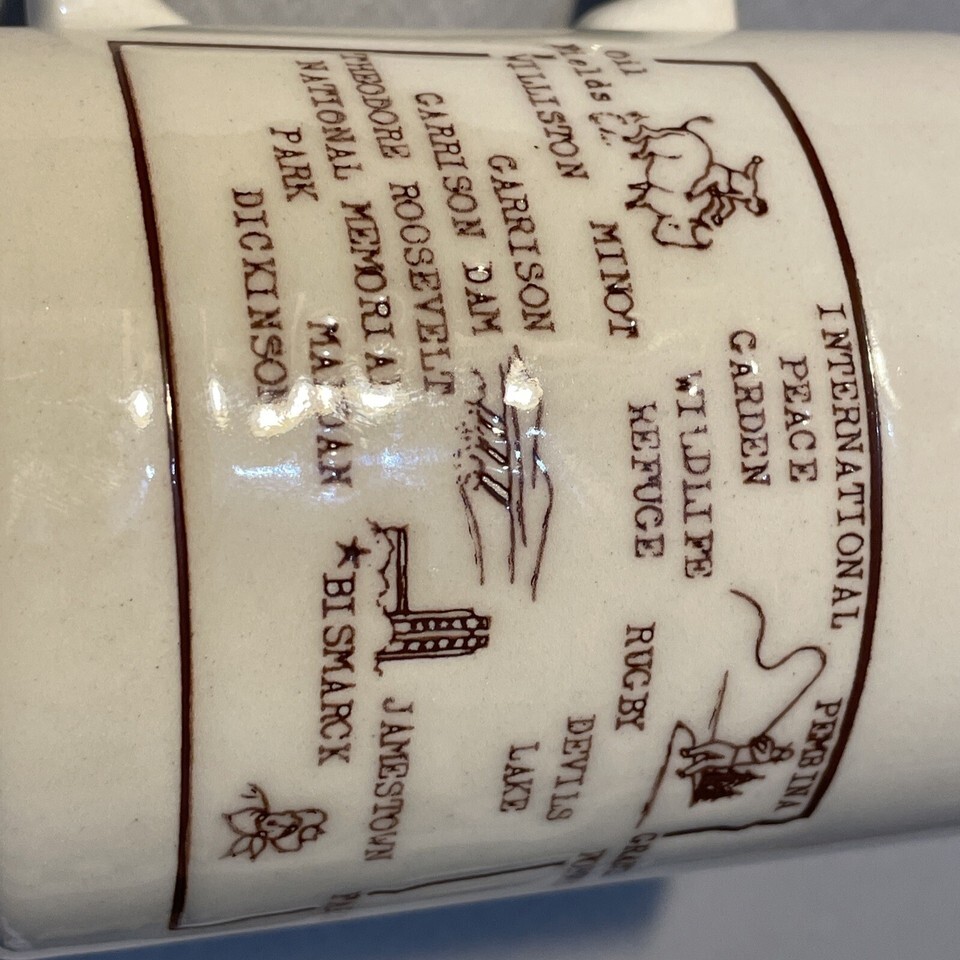 INTERNATIONAL
PEACE
GARDEN
PEMBINA
Oil
Fields
WILLISTON
MINOT
WILDLIFE
REFUGE
RUGBY
DEVILS
LAKE
GARRISON
GARRISON DAM
THEODORE ROOSEVELT
NATIONAL MEMORIAL
PARK
DICKINSON
MANDAN
★ BISMARCK
JAMESTOWN